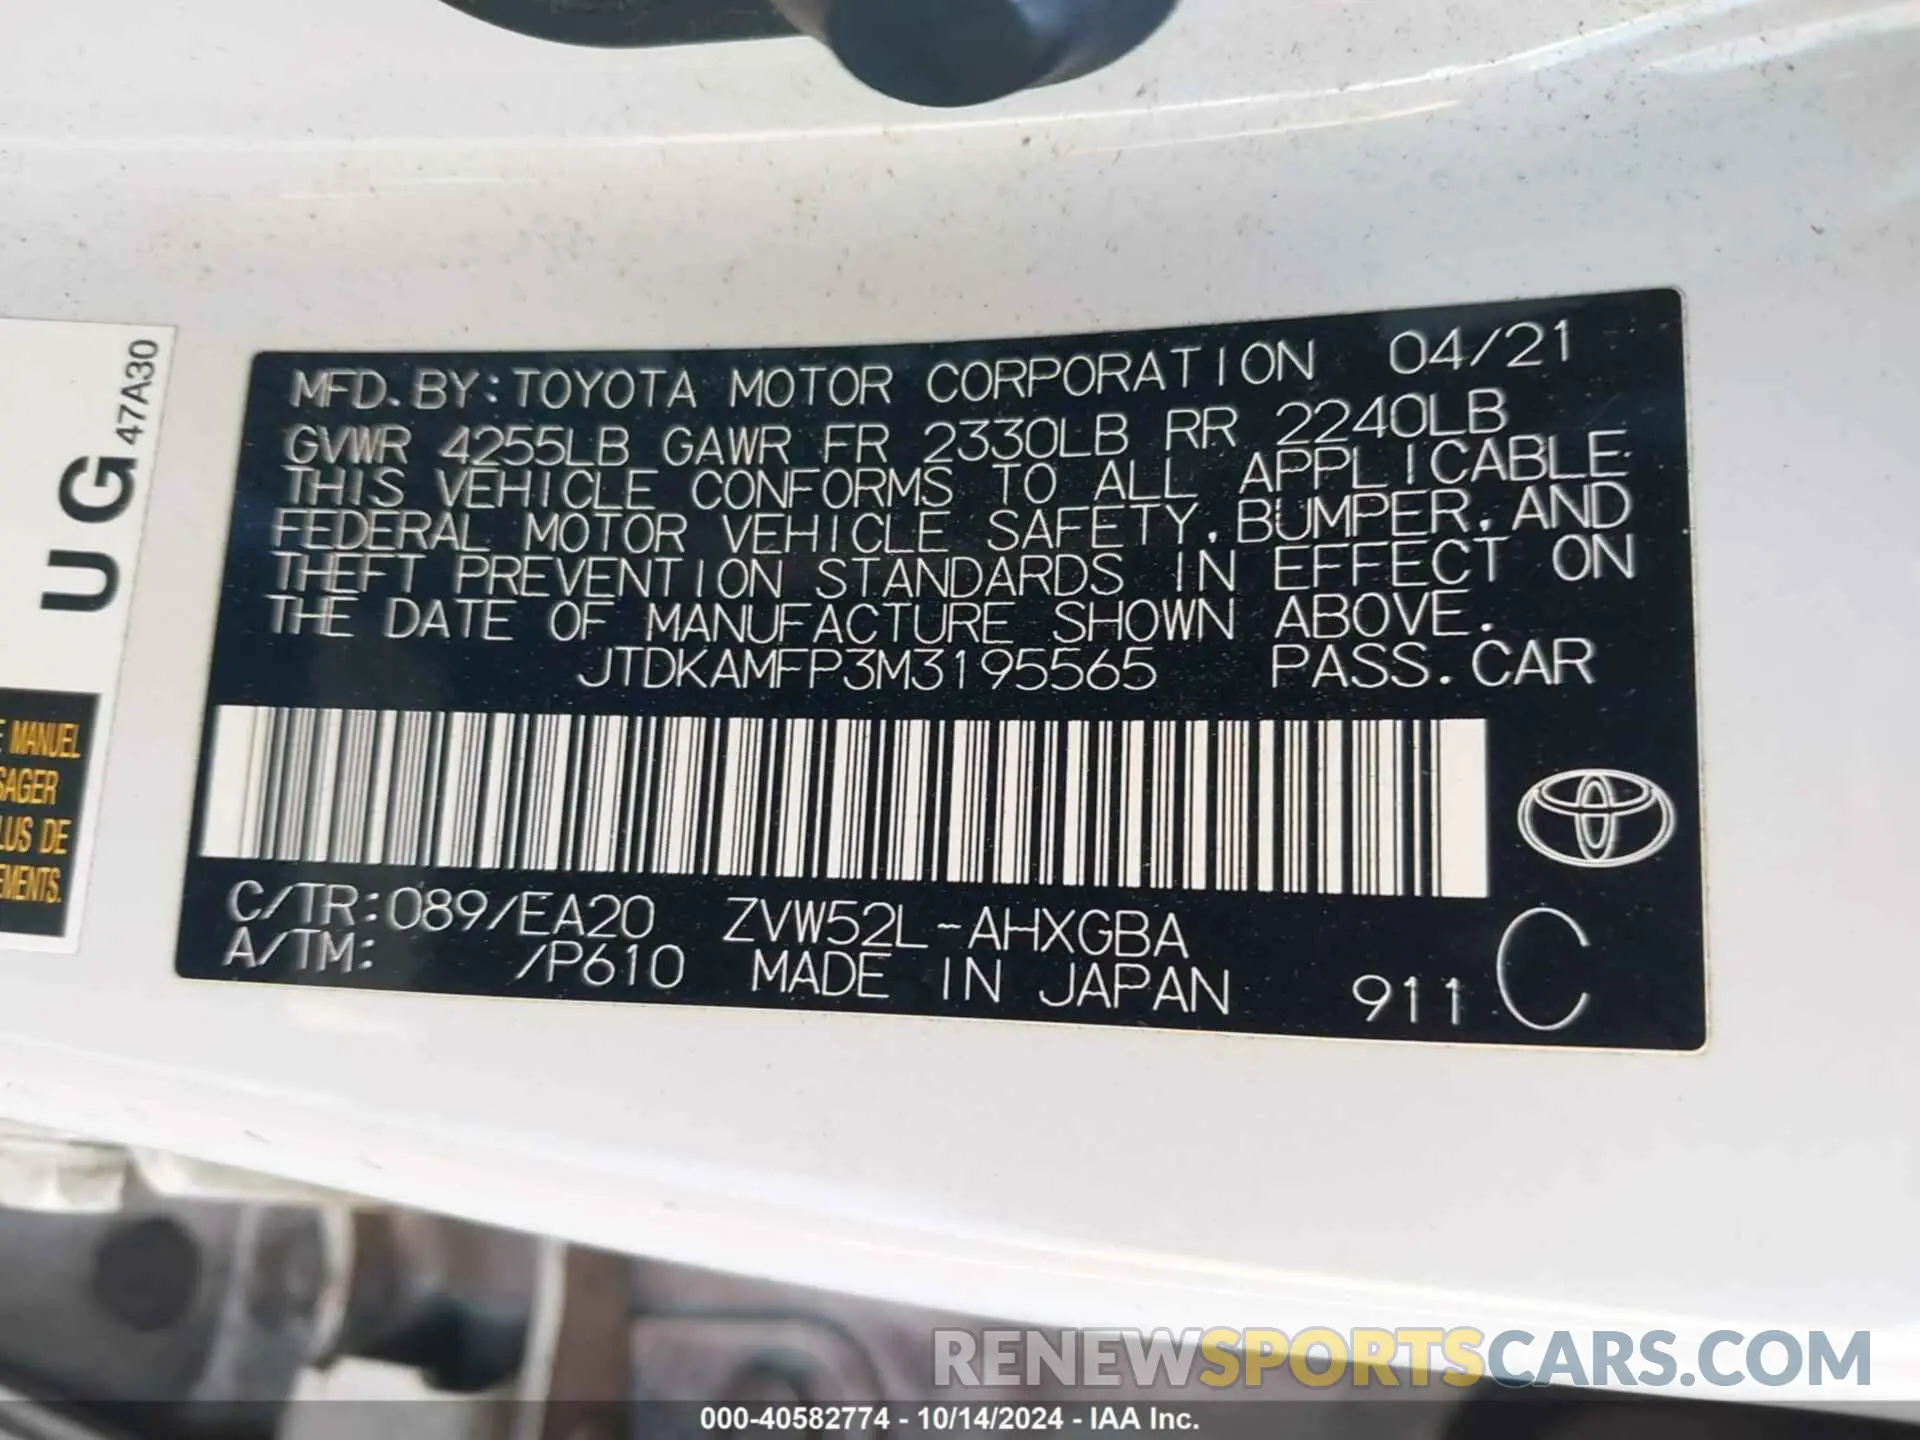 MFD. BY: TOYOTA MOTOR CORPORATION 04/21
GVWR 4255LB GAWR FR 2330LB RR 2240LB
THIS VEHICLE CONFORMS TO ALL APPLICABLE
FEDERAL MOTOR VEHICLE SAFETY, BUMPER, AND
THEFT PREVENTION STANDARDS IN EFFECT ON
THE DATE OF MANUFACTURE SHOWN ABOVE.
JTDKAMFP3M3195565 PASS. CAR
C/TR: 089/EA20 ZVW52L-AHXGBA
A/TM: /P610 MADE IN JAPAN 911 C
UG 47A30
MANUEL
SAGER
LUS DE
EMENTS.
RENEWSPORTSCARS.COM
000-40582774 - 10/14/2024 - IAA Inc.